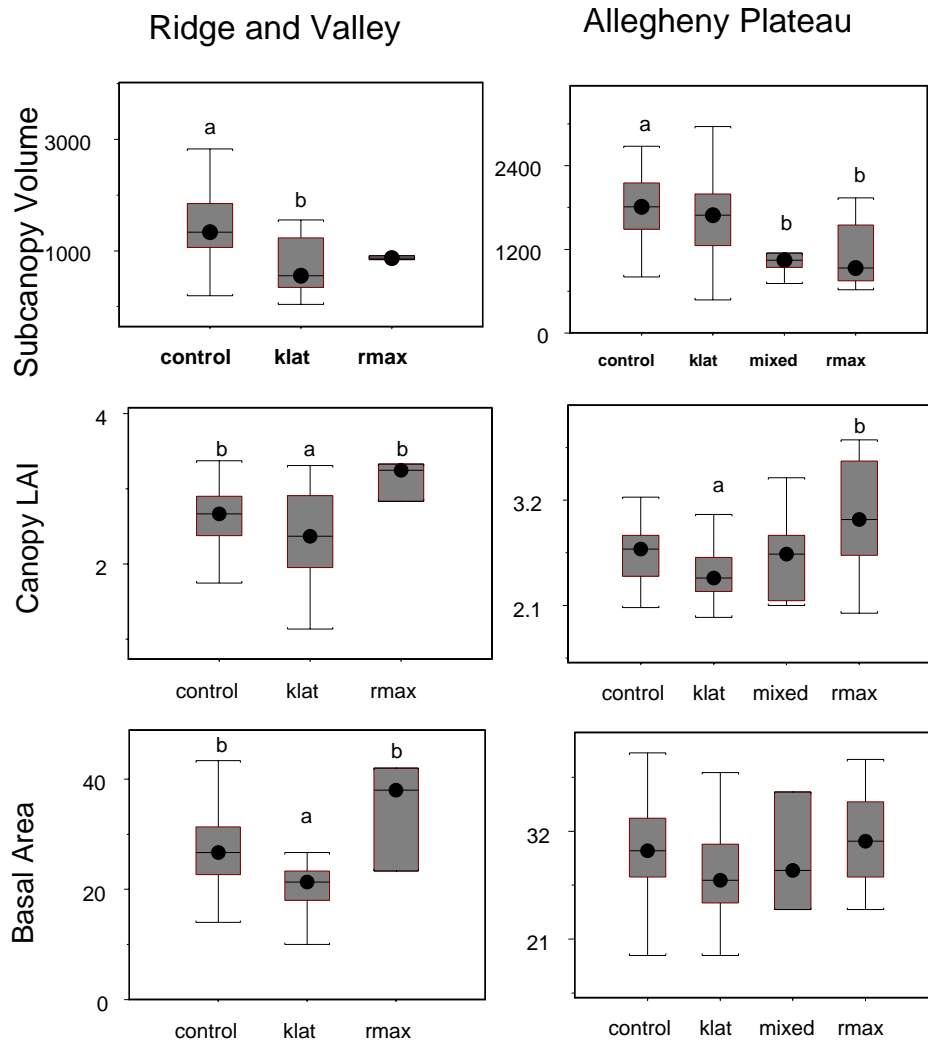 Ridge and Valley
Allegheny Plateau
Subcanopy Volume
3000
1000
a
b
control klat rmax
2400
1200
0
a
b
b
control klat mixed rmax
Canopy LAI
4
2
b
a
b
control klat rmax
3.2
2.1
a
b
control klat mixed rmax
Basal Area
40
20
0
b
a
b
control klat rmax
32
21
control klat mixed rmax